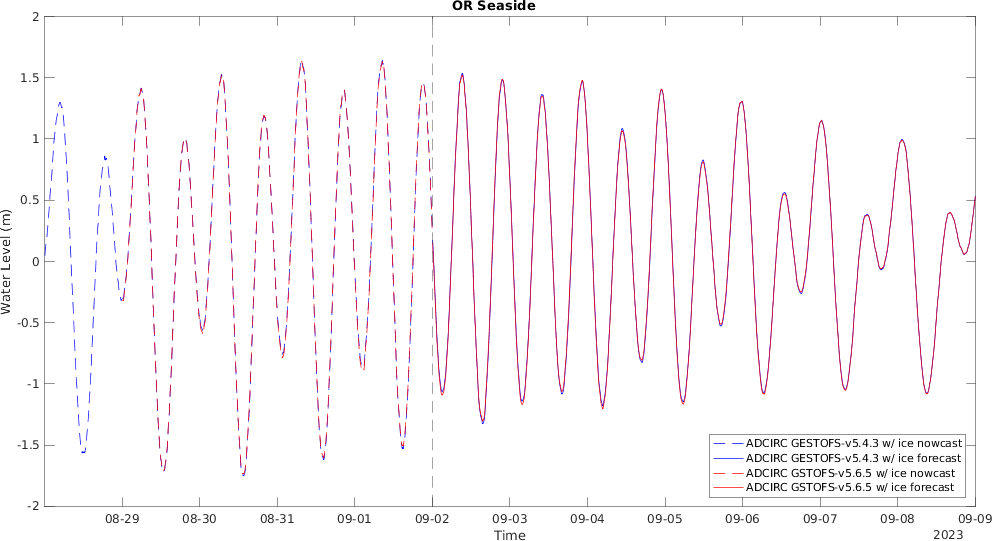 OR Seaside
2
1.5
1
0.5
0
-0.5
-1
-1.5
-2
Water Level (m)
08-29 08-30 08-31 09-01 09-02 09-03 09-04 09-05 09-06 09-07 09-08 09-09
Time
2023
ADCIRC GESTOFS-v5.4.3 w/ ice nowcast
ADCIRC GESTOFS-v5.4.3 w/ ice forecast
ADCIRC GSTOFS-v5.6.5 w/ ice nowcast
ADCIRC GSTOFS-v5.6.5 w/ ice forecast